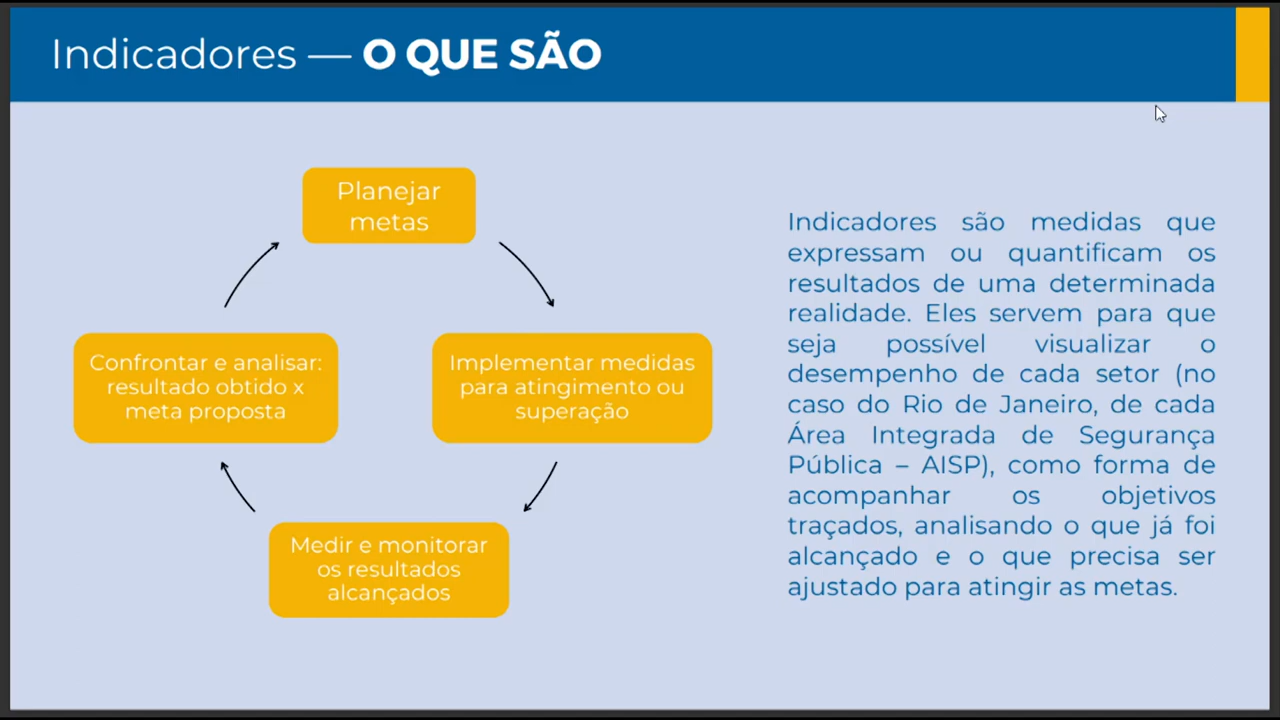 Indicadores — O QUE SÃO
Planejar
metas
Confrontar e analisar:
resultado obtido x
meta proposta
Implementar medidas
para atingimento ou
superação
Medir e monitorar
os resultados
alcançados
Indicadores são medidas que
expressam ou quantificam os
resultados de uma determinada
realidade. Eles servem para que
seja possível visualizar o
desempenho de cada setor (no
caso do Rio de Janeiro, de cada
Área Integrada de Segurança
Pública – AISP), como forma de
acompanhar os objetivos
traçados, analisando o que já foi
alcançado e o que precisa ser
ajustado para atingir as metas.